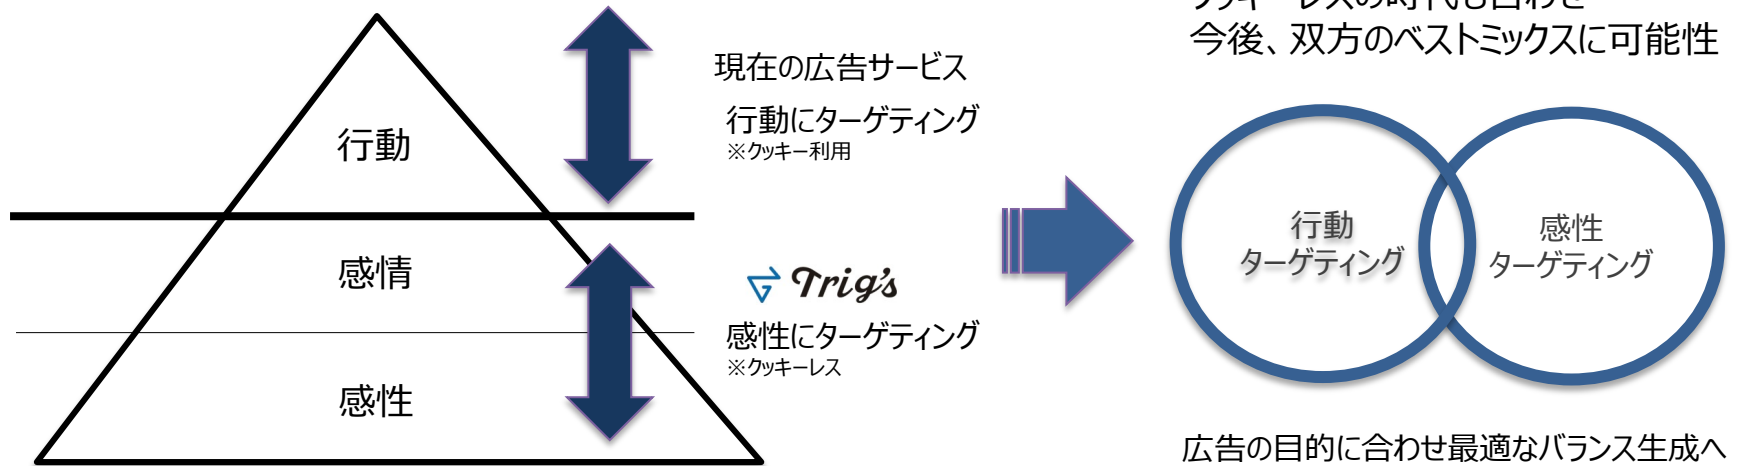 行動
感情
感性
現在の広告サービス
行動にターゲティング
※クッキー利用
Trig's
感性にターゲティング
※クッキーレス
今後、双方のベストミックスに可能性
行動
ターゲティング
感性
ターゲティング
広告の目的に合わせ最適なバランス生成へ